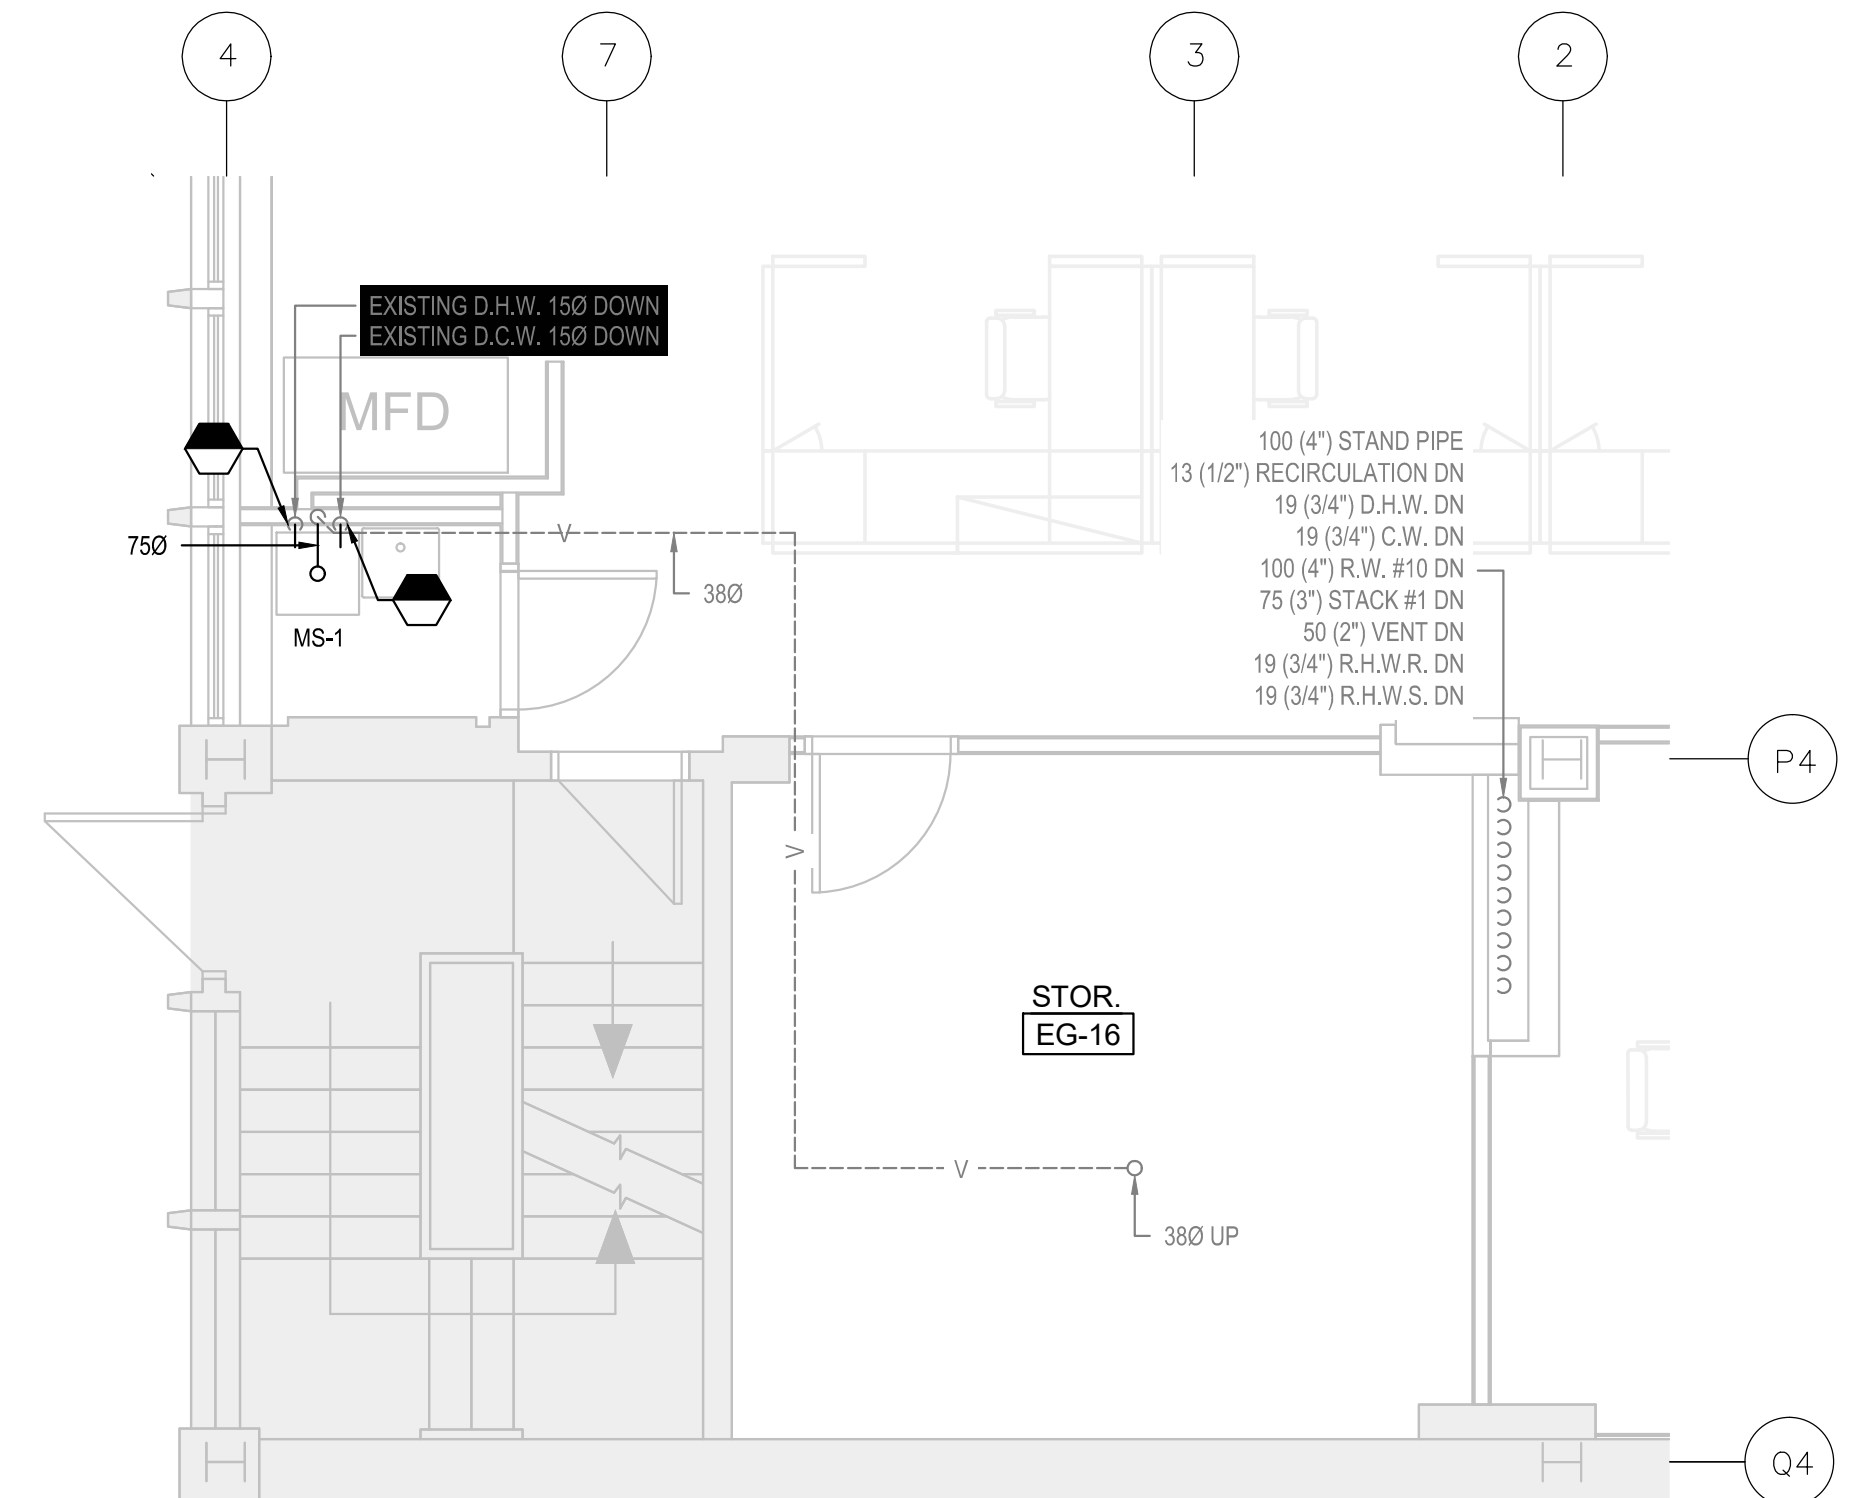 4
7
3
2
EXISTING D.H.W. 15Ø DOWN
EXISTING D.C.W. 15Ø DOWN
MFD
100 (4") STAND PIPE
13 (1/2") RECIRCULATION DN
19 (3/4") D.H.W. DN
19 (3/4") C.W. DN
100 (4") R.W. #10 DN
75 (3") STACK #1 DN
50 (2") VENT DN
19 (3/4") R.H.W.R. DN
19 (3/4") R.H.W.S. DN
V
75Ø
38Ø
MS-1
P4
V
STOR.
EG-16
V
38Ø UP
Q4